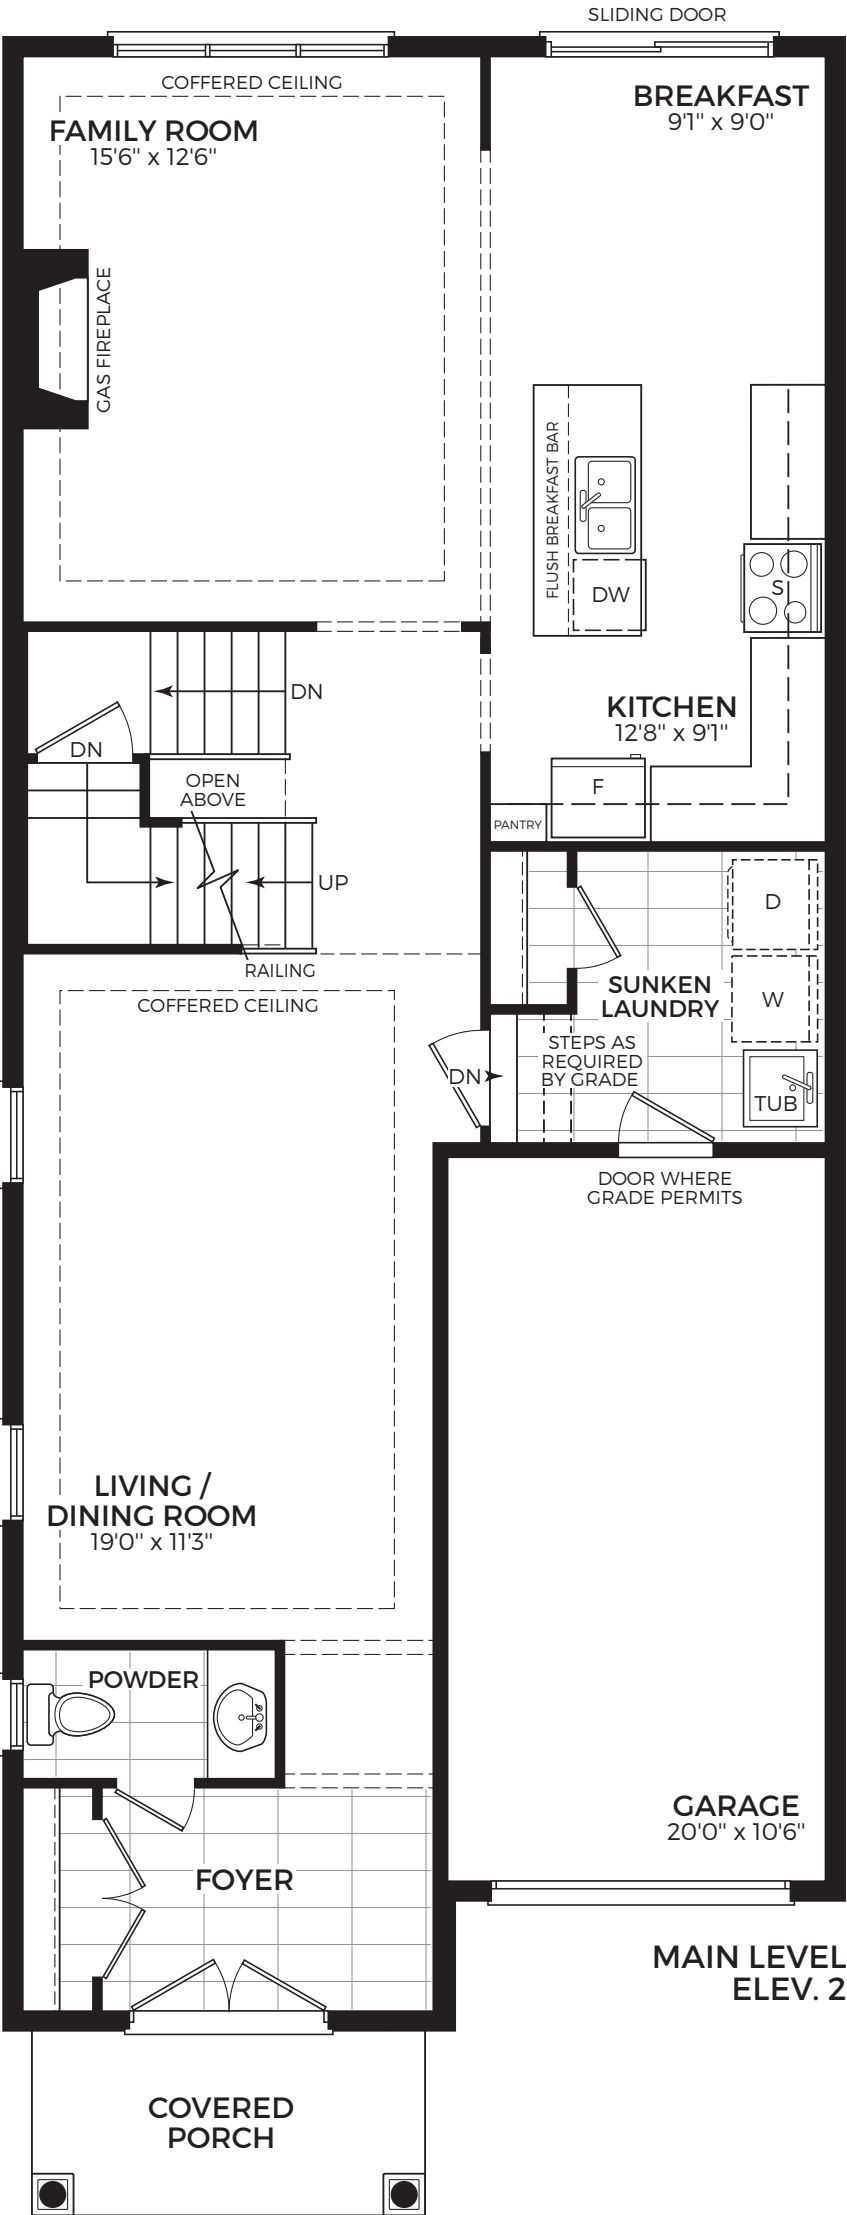 SLIDING DOOR
COFFERED CEILING
FAMILY ROOM
15'6" x 12'6"
BREAKFAST
9'1" x 9'0"
GAS FIREPLACE
FLUSH BREAKFAST BAR
DW
S
KITCHEN
12'8" x 9'1"
DN
DN
OPEN
ABOVE
F
PANTRY
UP
RAILING
D
SUNKEN
LAUNDRY
W
COFFERED CEILING
STEPS AS
REQUIRED
BY GRADE
DN
TUB
DOOR WHERE
GRADE PERMITS
LIVING /
DINING ROOM
19'0" x 11'3"
POWDER
GARAGE
20'0" x 10'6"
FOYER
MAIN LEVEL
ELEV. 2
COVERED
PORCH